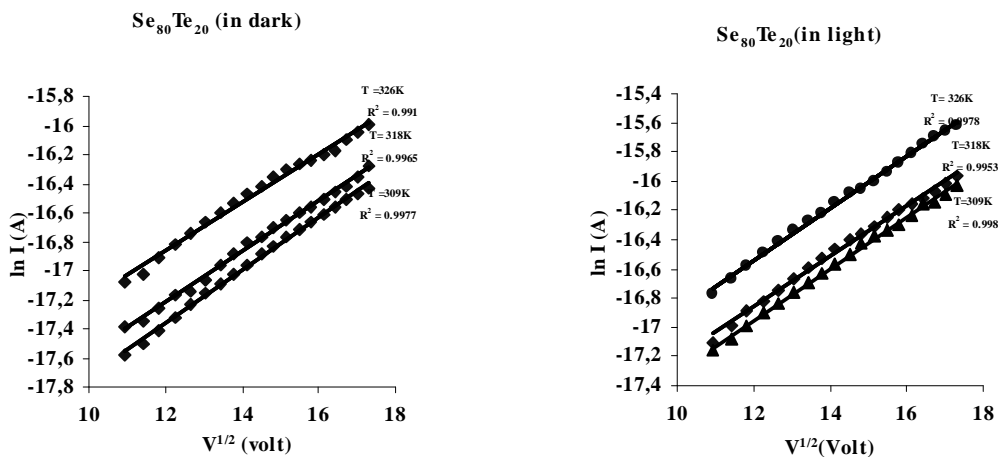 Se80Te20 (in dark)
ln I (A)
-15,8
-16
-16,2
-16,4
-16,6
-16,8
-17
-17,2
-17,4
-17,6
-17,8
10 12 14 16 18
V1/2 (volt)
T =326K
R2 = 0.991
T= 318K
R2 = 0.9965
T =309K
R2 = 0.9977
Se80Te20(in light)
ln I (A)
-15,4
-15,6
-15,8
-16
-16,2
-16,4
-16,6
-16,8
-17
-17,2
-17,4
10 12 14 16 18
V1/2(Volt)
T= 326K
R2 = 0.9978
T=318K
R2 = 0.9953
T=309K
R2 = 0.998